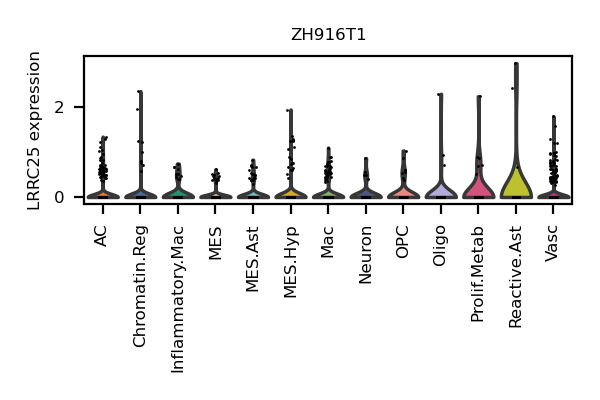 ZH916T1
LRRC25 expression
2
0
AC
Chromatin.Reg
Inflammatory.Mac
MES
MES.Ast
MES.Hyp
Mac
Neuron
OPC
Oligo
Prolif.Metab
Reactive.Ast
Vasc